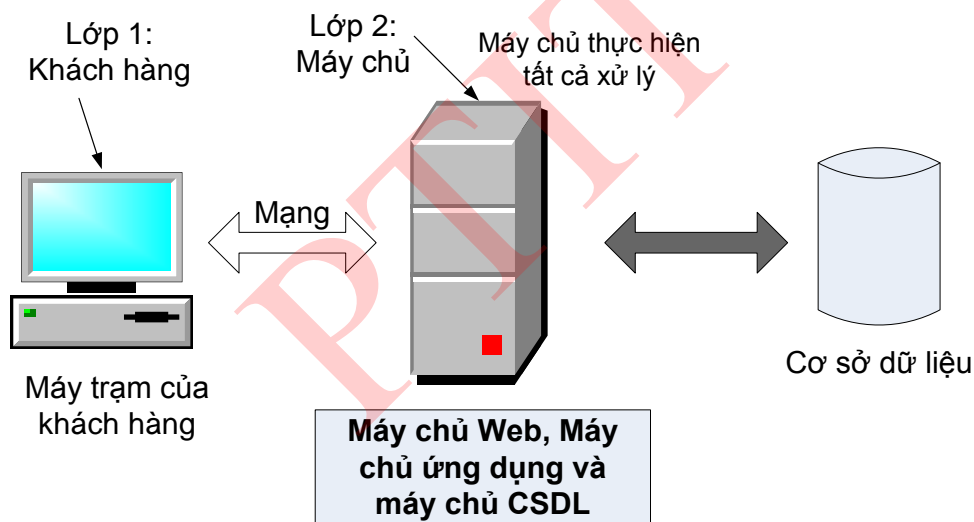 Lớp 1:
Khách hàng
Lớp 2:
Máy chủ
Máy chủ thực hiện
tất cả xử lý
Mạng
Máy trạm của
khách hàng
Cơ sở dữ liệu
Máy chủ Web, Máy
chủ ứng dụng và
máy chủ CSDL
PTIT